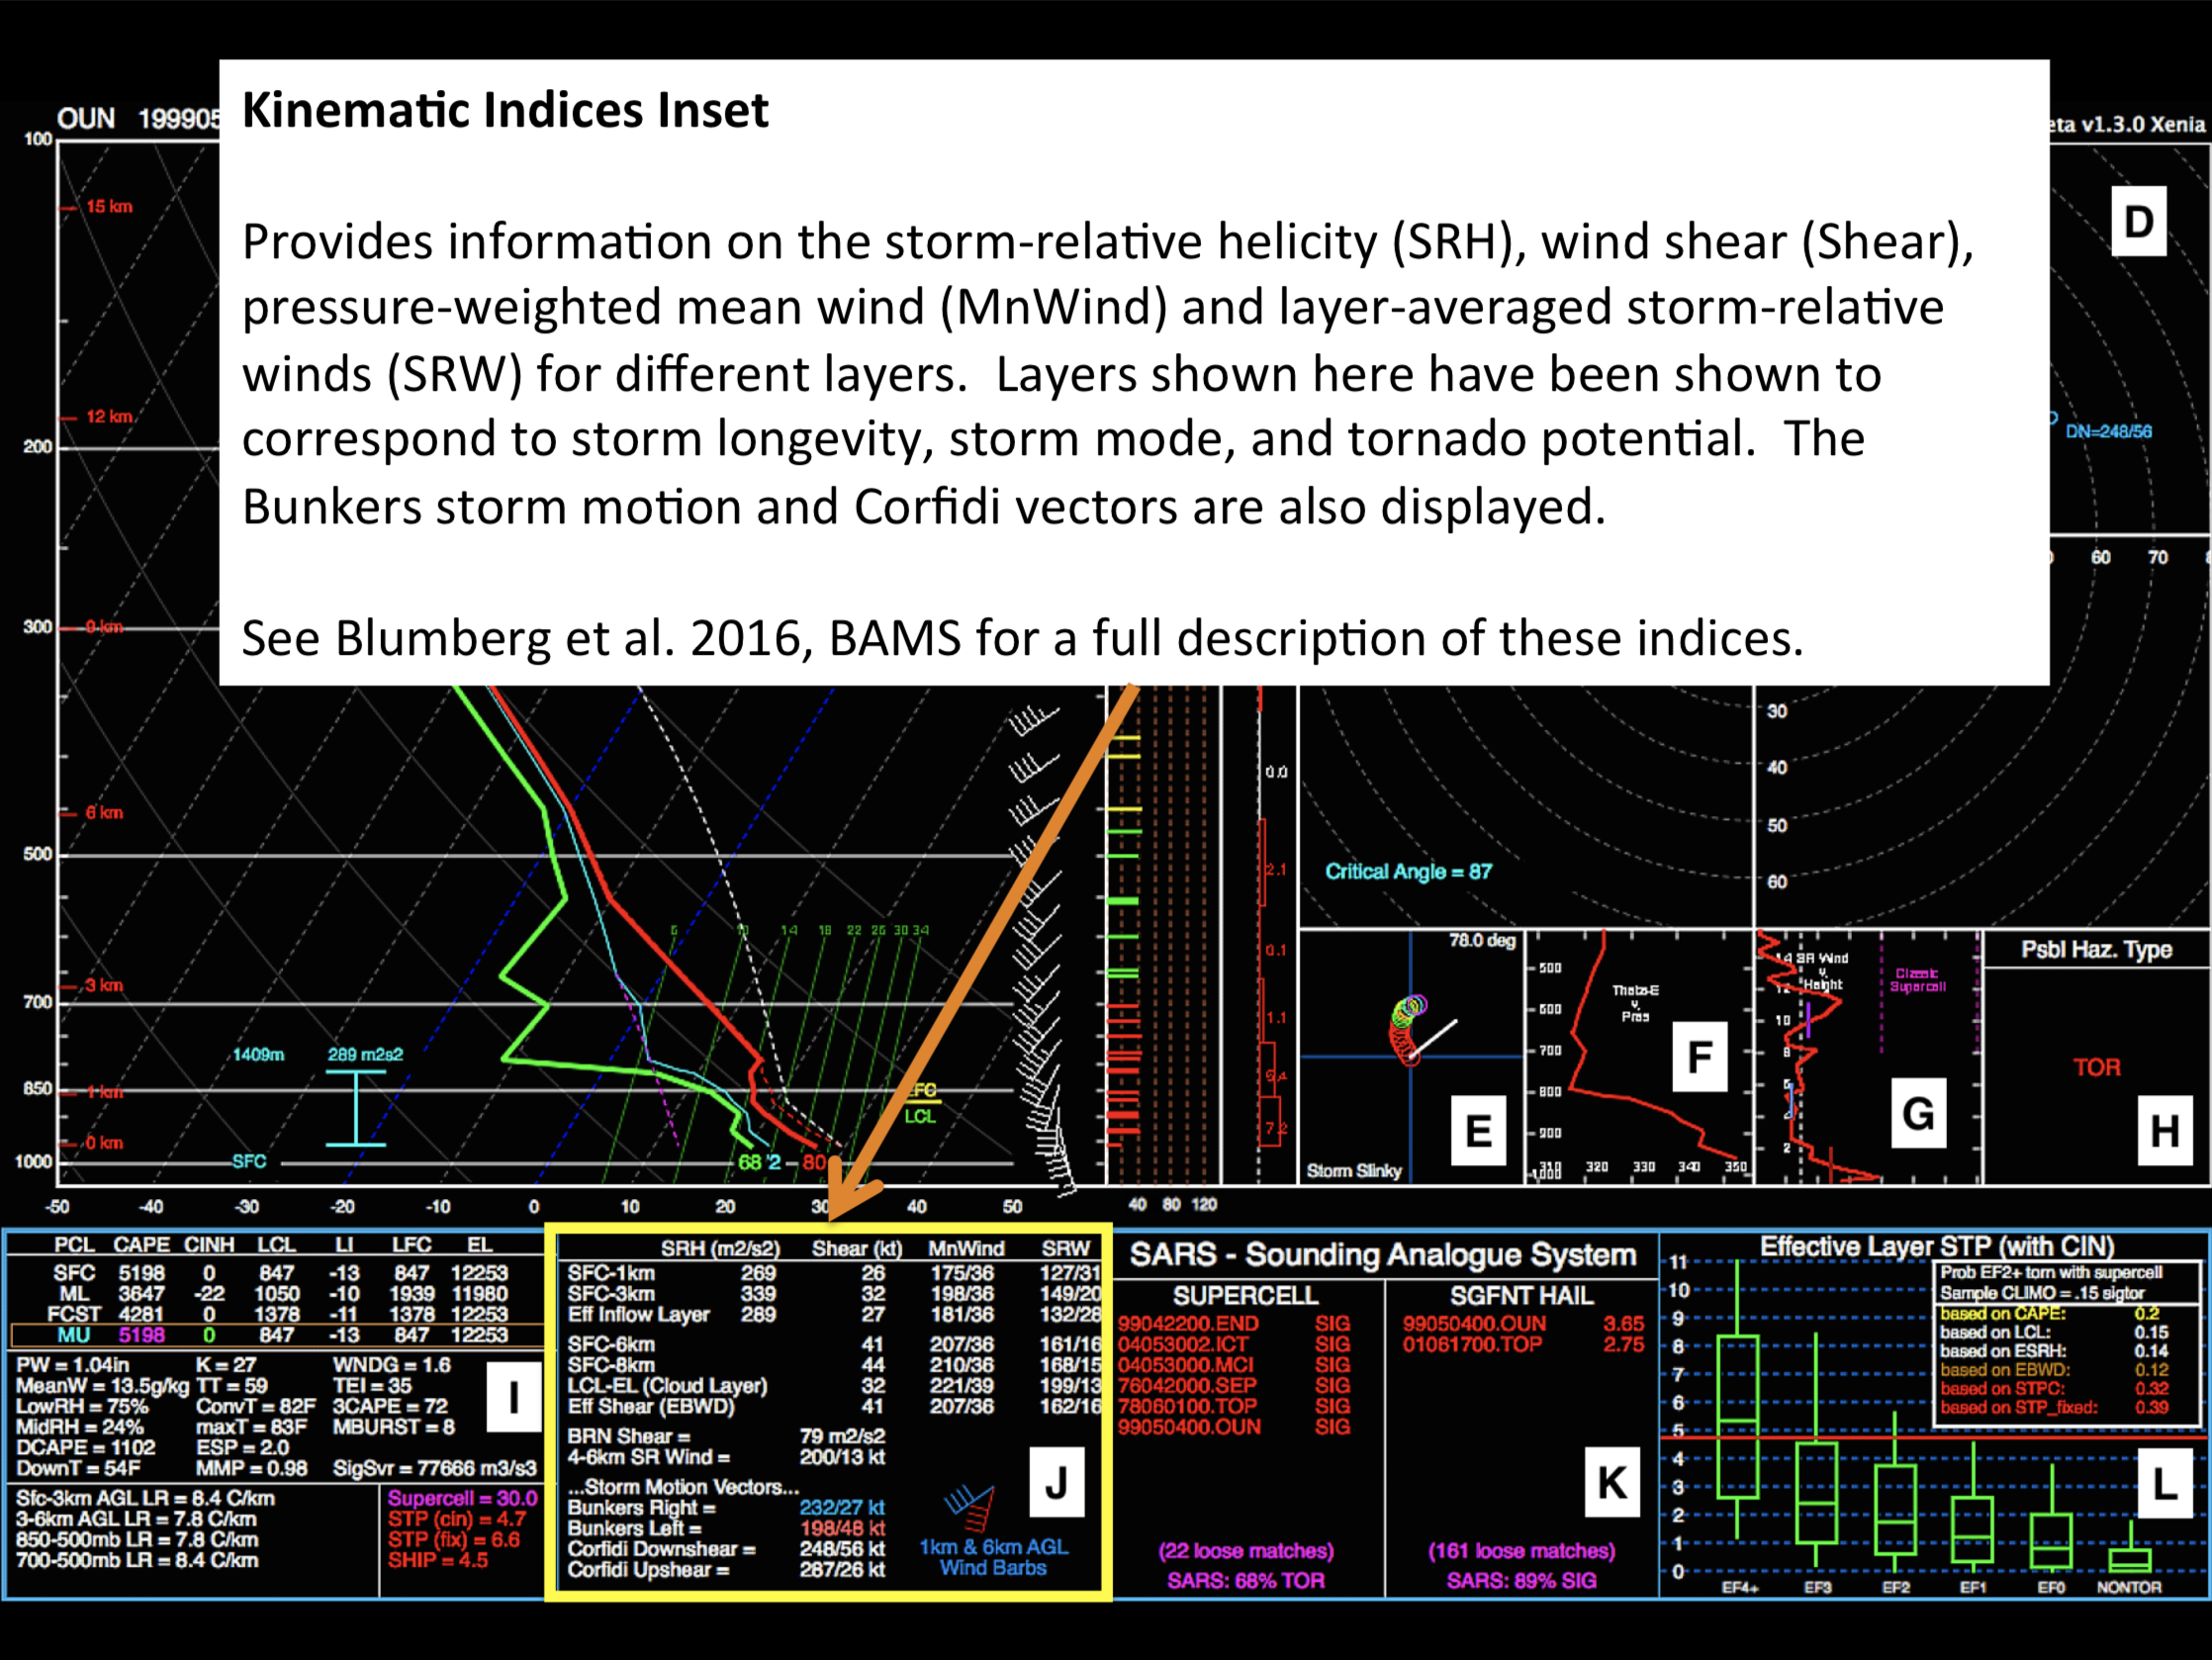 Kinematic Indices Inset
Provides information on the storm-relative helicity (SRH), wind shear (Shear),
pressure-weighted mean wind (MnWind) and layer-averaged storm-relative
winds (SRW) for different layers.  Layers shown here have been shown to
correspond to storm longevity, storm mode, and tornado potential.  The
Bunkers storm motion and Corfidi vectors are also displayed.
See Blumberg et al. 2016, BAMS for a full description of these indices.
OUN 199905
eta v1.3.0 Xenia
100
200
300
500
700
850
1000
15 km
12 km
9 km
6 km
3 km
1 km
0 km
SFC
1409m 289 m2s2
14 18 22 26 30 34
LCL
68 80
-50 -40 -30 -20 -10 0 10 20 30 40 50
40 80 120
0.0
2.1
0.1
1.1
D
DN=248/56
60 70
30
40
50
60
Critical Angle = 87
78.0 deg
Storm Slinky
E
500
600
700
800
900
1000
Theta-E
v.
Pres
320 330 340 350
F
SR Wind
v.
Height
Classic
Supercell
G
Psbl Haz. Type
TOR
H
PCL CAPE CINH LCL LI LFC EL
SFC 5198 0 847 -13 847 12253
ML 3647 -22 1050 -10 1939 11980
FCST 4281 0 1378 -11 1378 12253
MU 5198 0 847 -13 847 12253
PW = 1.04in K = 27 WNDG = 1.6
MeanW = 13.5g/kg TT = 59 TEI = 35
LowRH = 75% ConvT = 82F 3CAPE = 72
MidRH = 24% maxT = 83F MBURST = 8
DCAPE = 1102 ESP = 2.0
DownT = 54F MMP = 0.98 SigSvr = 77666 m3/s3
I
Sfc-3km AGL LR = 8.4 C/km
3-6km AGL LR = 7.8 C/km
850-500mb LR = 7.8 C/km
700-500mb LR = 8.4 C/km
Supercell = 30.0
STP (cin) = 4.7
STP (fix) = 6.6
SHIP = 4.5
SRH (m2/s2) Shear (kt) MnWind SRW
SFC-1km 269 26 175/36 127/31
SFC-3km 339 32 198/36 149/20
Eff Inflow Layer 289 27 181/36 132/28
SFC-6km 41 207/36 161/16
SFC-8km 44 210/36 168/15
LCL-EL (Cloud Layer) 32 221/39 199/13
Eff Shear (EBWD) 41 207/36 162/16
BRN Shear = 79 m2/s2
4-6km SR Wind = 200/13 kt
...Storm Motion Vectors...
Bunkers Right = 232/27 kt
Bunkers Left = 198/48 kt
Corfidi Downshear = 248/56 kt
Corfidi Upshear = 287/26 kt
1km & 6km AGL
Wind Barbs
J
SARS - Sounding Analogue System
SUPERCELL
99042200.END SIG
04053002.ICT SIG
04053000.MCI SIG
76042000.SEP SIG
78060100.TOP SIG
99050400.OUN SIG
(22 loose matches)
SARS: 68% TOR
SGFNT HAIL
99050400.OUN 3.65
01061700.TOP 2.75
(161 loose matches)
SARS: 89% SIG
K
Effective Layer STP (with CIN)
11
10
9
8
7
6
5
4
3
2
1
0
Prob EF2+ torn with supercell
Sample CLIMO = .15 sigtor
based on CAPE: 0.2
based on LCL: 0.15
based on ESRH: 0.14
based on EBWD: 0.12
based on STPC: 0.32
based on STP_fixed: 0.39
L
EF4+ EF3 EF2 EF1 EF0 NONTOR